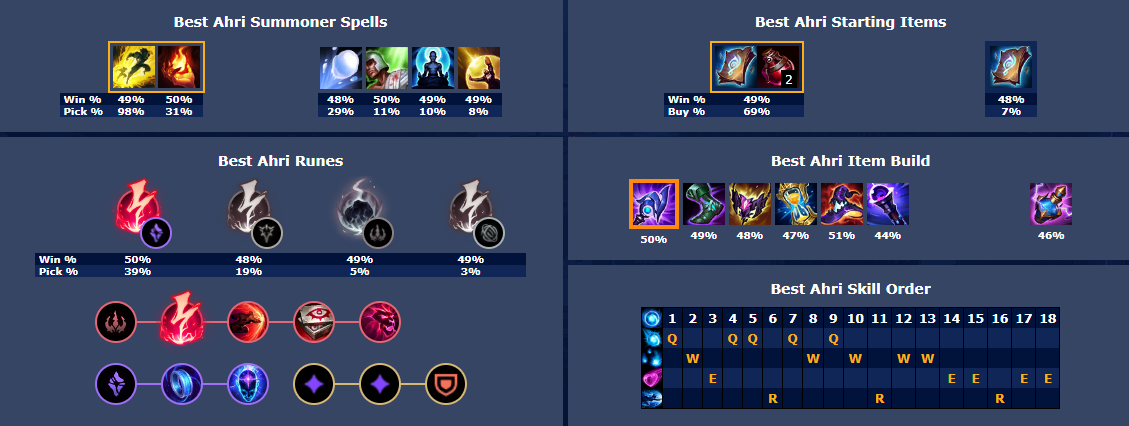 Best Ahri Summoner Spells
Win % 49% 50% 48% 50% 49% 49%
Pick % 98% 31% 29% 11% 10% 8%
Best Ahri Starting Items
2
Win % 49% 48%
Buy % 69% 7%
Best Ahri Runes
Win % 50% 48% 49% 49%
Pick % 39% 19% 5% 3%
Best Ahri Item Build
50% 49% 48% 47% 51% 44% 46%
Best Ahri Skill Order
1 2 3 4 5 6 7 8 9 10 11 12 13 14 15 16 17 18
Q Q Q Q Q
W W W W W
E E E E E
R R R